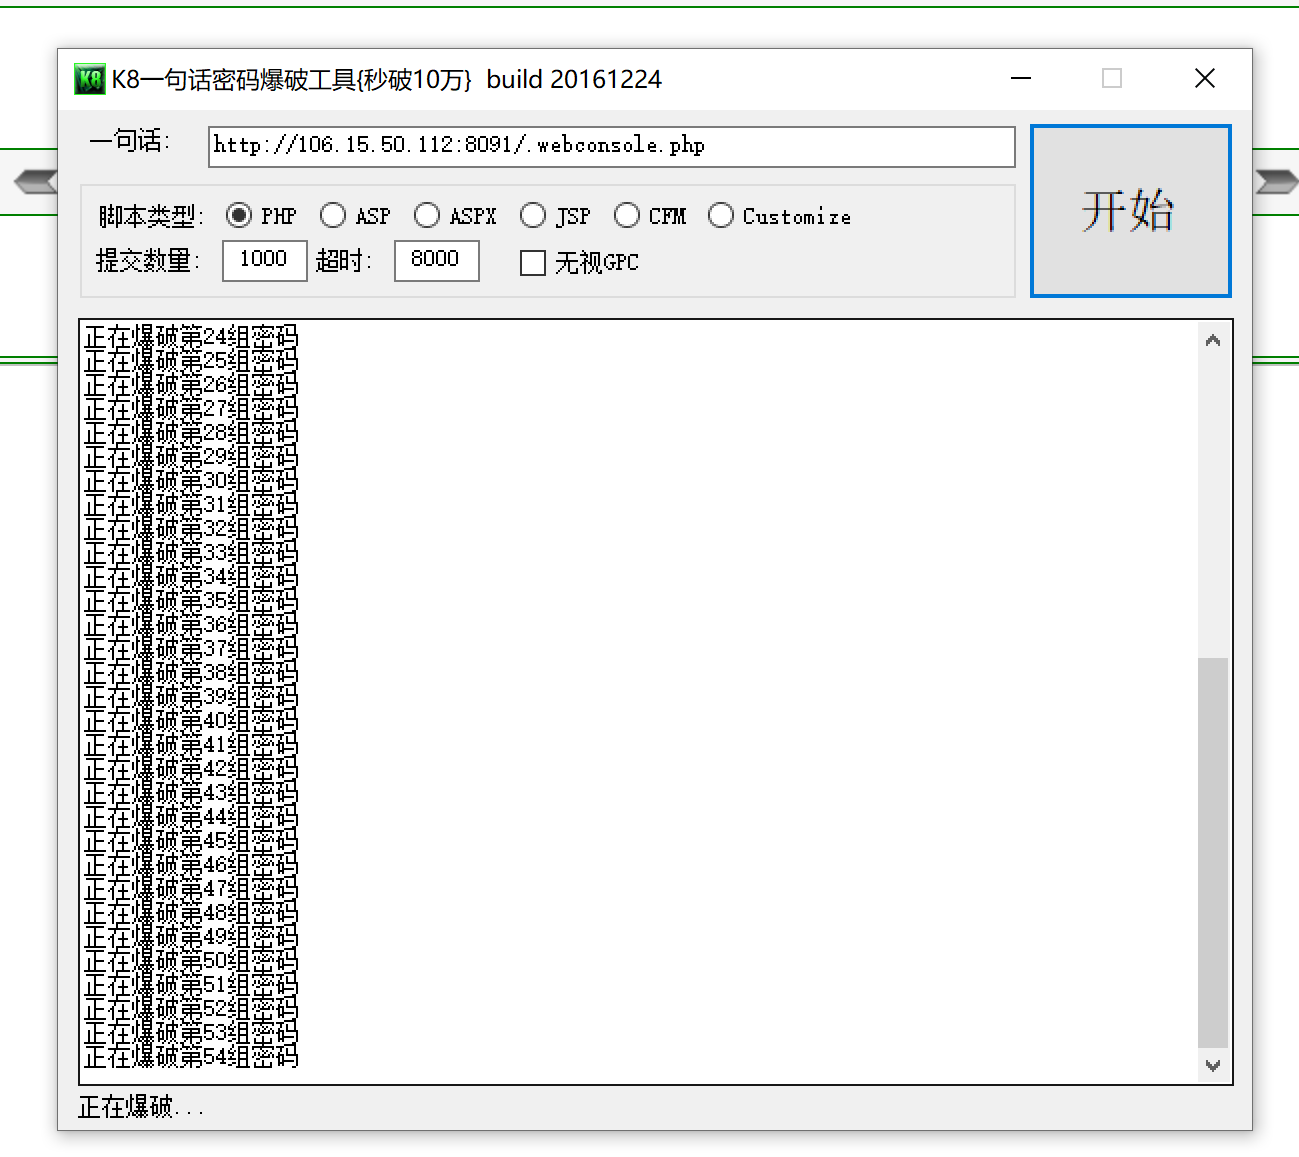 K8 K8一句话密码爆破工具{秒破10万} build 20161224
一句话: http://106.15.50.112:8091/.webconsole.php
开始
脚本类型: PHP ASP ASPX JSP CFM Customize
提交数量: 1000 超时: 8000 无视GPC
正在爆破第24组密码
正在爆破第25组密码
正在爆破第26组密码
正在爆破第27组密码
正在爆破第28组密码
正在爆破第29组密码
正在爆破第30组密码
正在爆破第31组密码
正在爆破第32组密码
正在爆破第33组密码
正在爆破第34组密码
正在爆破第35组密码
正在爆破第36组密码
正在爆破第37组密码
正在爆破第38组密码
正在爆破第39组密码
正在爆破第40组密码
正在爆破第41组密码
正在爆破第42组密码
正在爆破第43组密码
正在爆破第44组密码
正在爆破第45组密码
正在爆破第46组密码
正在爆破第47组密码
正在爆破第48组密码
正在爆破第49组密码
正在爆破第50组密码
正在爆破第51组密码
正在爆破第52组密码
正在爆破第53组密码
正在爆破第54组密码
正在爆破...